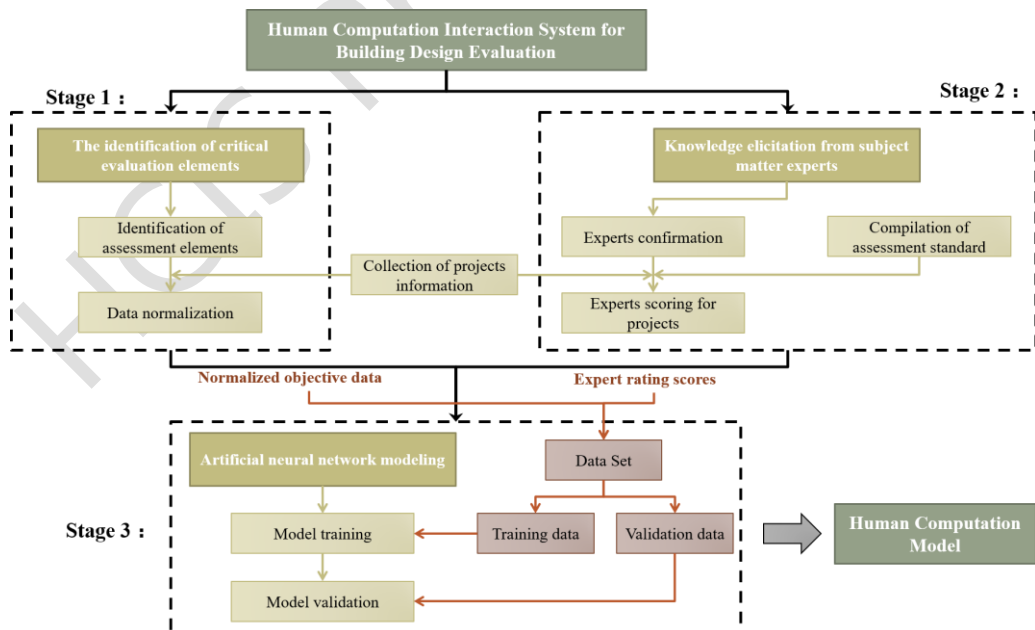 Human Computation Interaction System for
Building Design Evaluation
Stage 1：
Stage 2：
The identification of critical
evaluation elements
Knowledge elicitation from subject
matter experts
Identification of
assessment elements
Experts confirmation
Compilation of
assessment standard
Collection of projects
information
Data normalization
Experts scoring for
projects
Normalized objective data
Expert rating scores
Artificial neural network modeling
Data Set
Stage 3：
Model training
Training data
Validation data
Human Computation
Model
Model validation